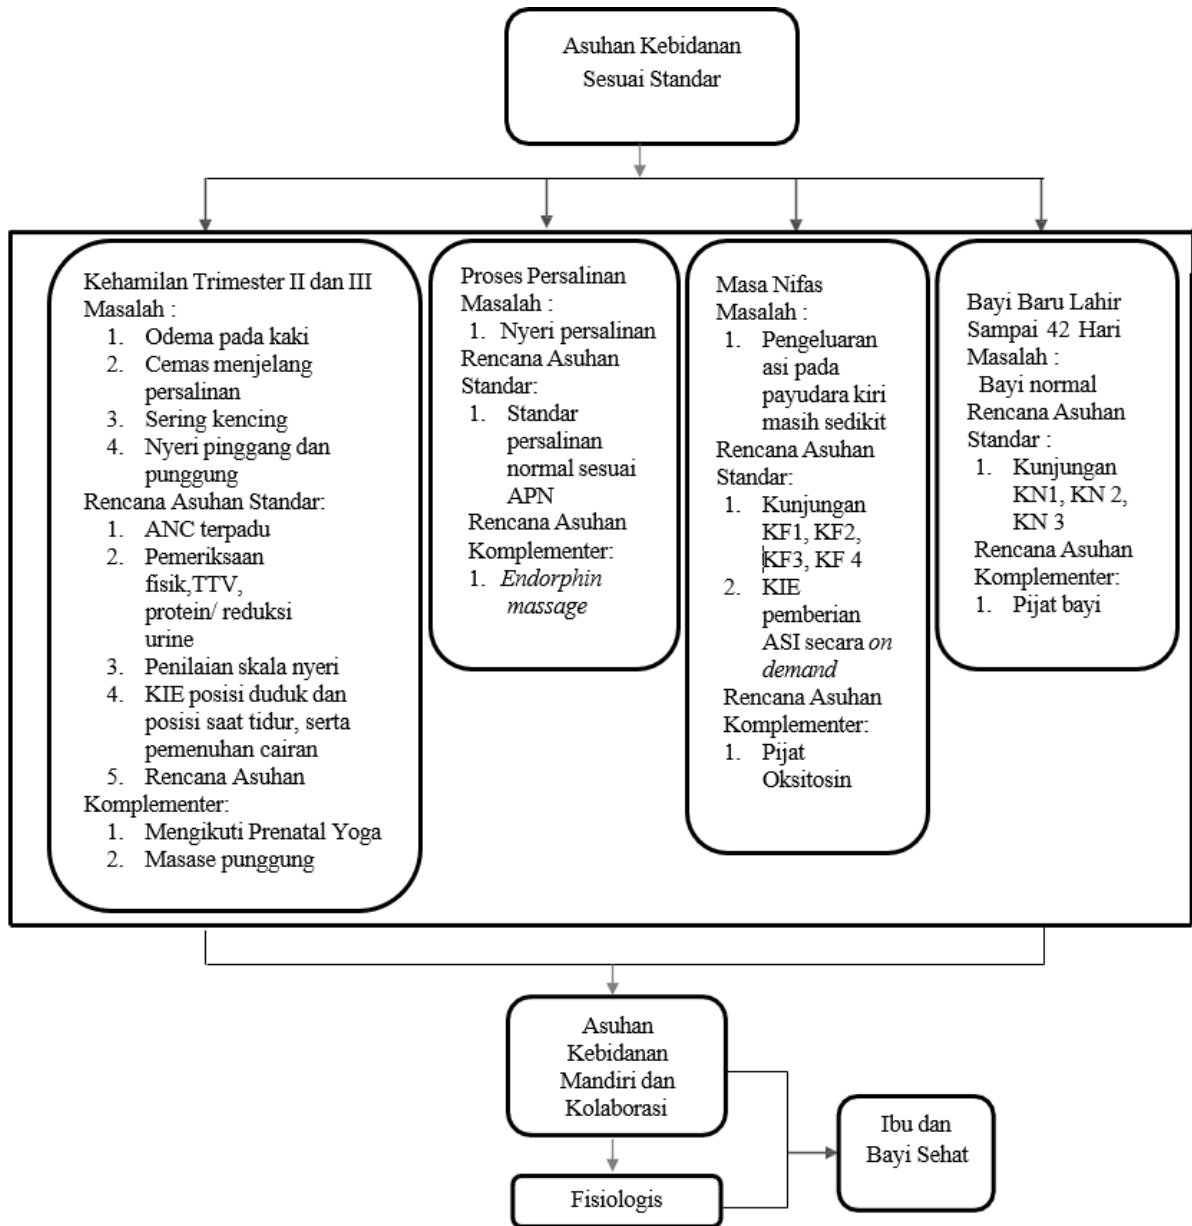 Asuhan Kebidanan
Sesuai Standar
Kehamilan Trimester II dan III
Masalah :
1. Odema pada kaki
2. Cemas menjelang
persalinan
3. Sering kencing
4. Nyeri pinggang dan
punggung
Rencana Asuhan Standar:
1. ANC terpadu
2. Pemeriksaan
fisik,TTV,
protein/ reduksi
urine
3. Penilaian skala nyeri
4. KIE posisi duduk dan
posisi saat tidur, serta
pemenuhan cairan
5. Rencana Asuhan
Komplementer:
1. Mengikuti Prenatal Yoga
2. Masase punggung
Proses Persalinan
Masalah :
1. Nyeri persalinan
Rencana Asuhan
Standar:
1. Standar
persalinan
normal sesuai
APN
Rencana Asuhan
Komplementer:
1. Endorphin
massage
Masa Nifas
Masalah :
1. Pengeluaran
asi pada
payudara kiri
masih sedikit
Rencana Asuhan
Standar:
1. Kunjungan
KF1, KF2,
KF3, KF 4
2. KIE
pemberian
ASI secara on
demand
Rencana Asuhan
Komplementer:
1. Pijat
Oksitosin
Bayi Baru Lahir
Sampai 42 Hari
Masalah :
Bayi normal
Rencana Asuhan
Standar :
1. Kunjungan
KN1, KN 2,
KN 3
Rencana Asuhan
Komplementer:
1. Pijat bayi
Asuhan
Kebidanan
Mandiri dan
Kolaborasi
Ibu dan
Bayi Sehat
Fisiologis